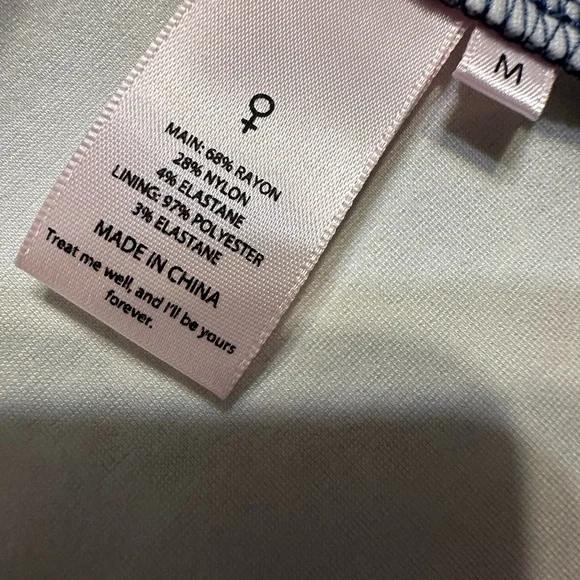 MAIN: 68% RAYON
28% NYLON
4% ELASTANE
LINING: 97% POLYESTER
3% ELASTANE
MADE IN CHINA
Treat me well, and I'll be yours
forever.
M